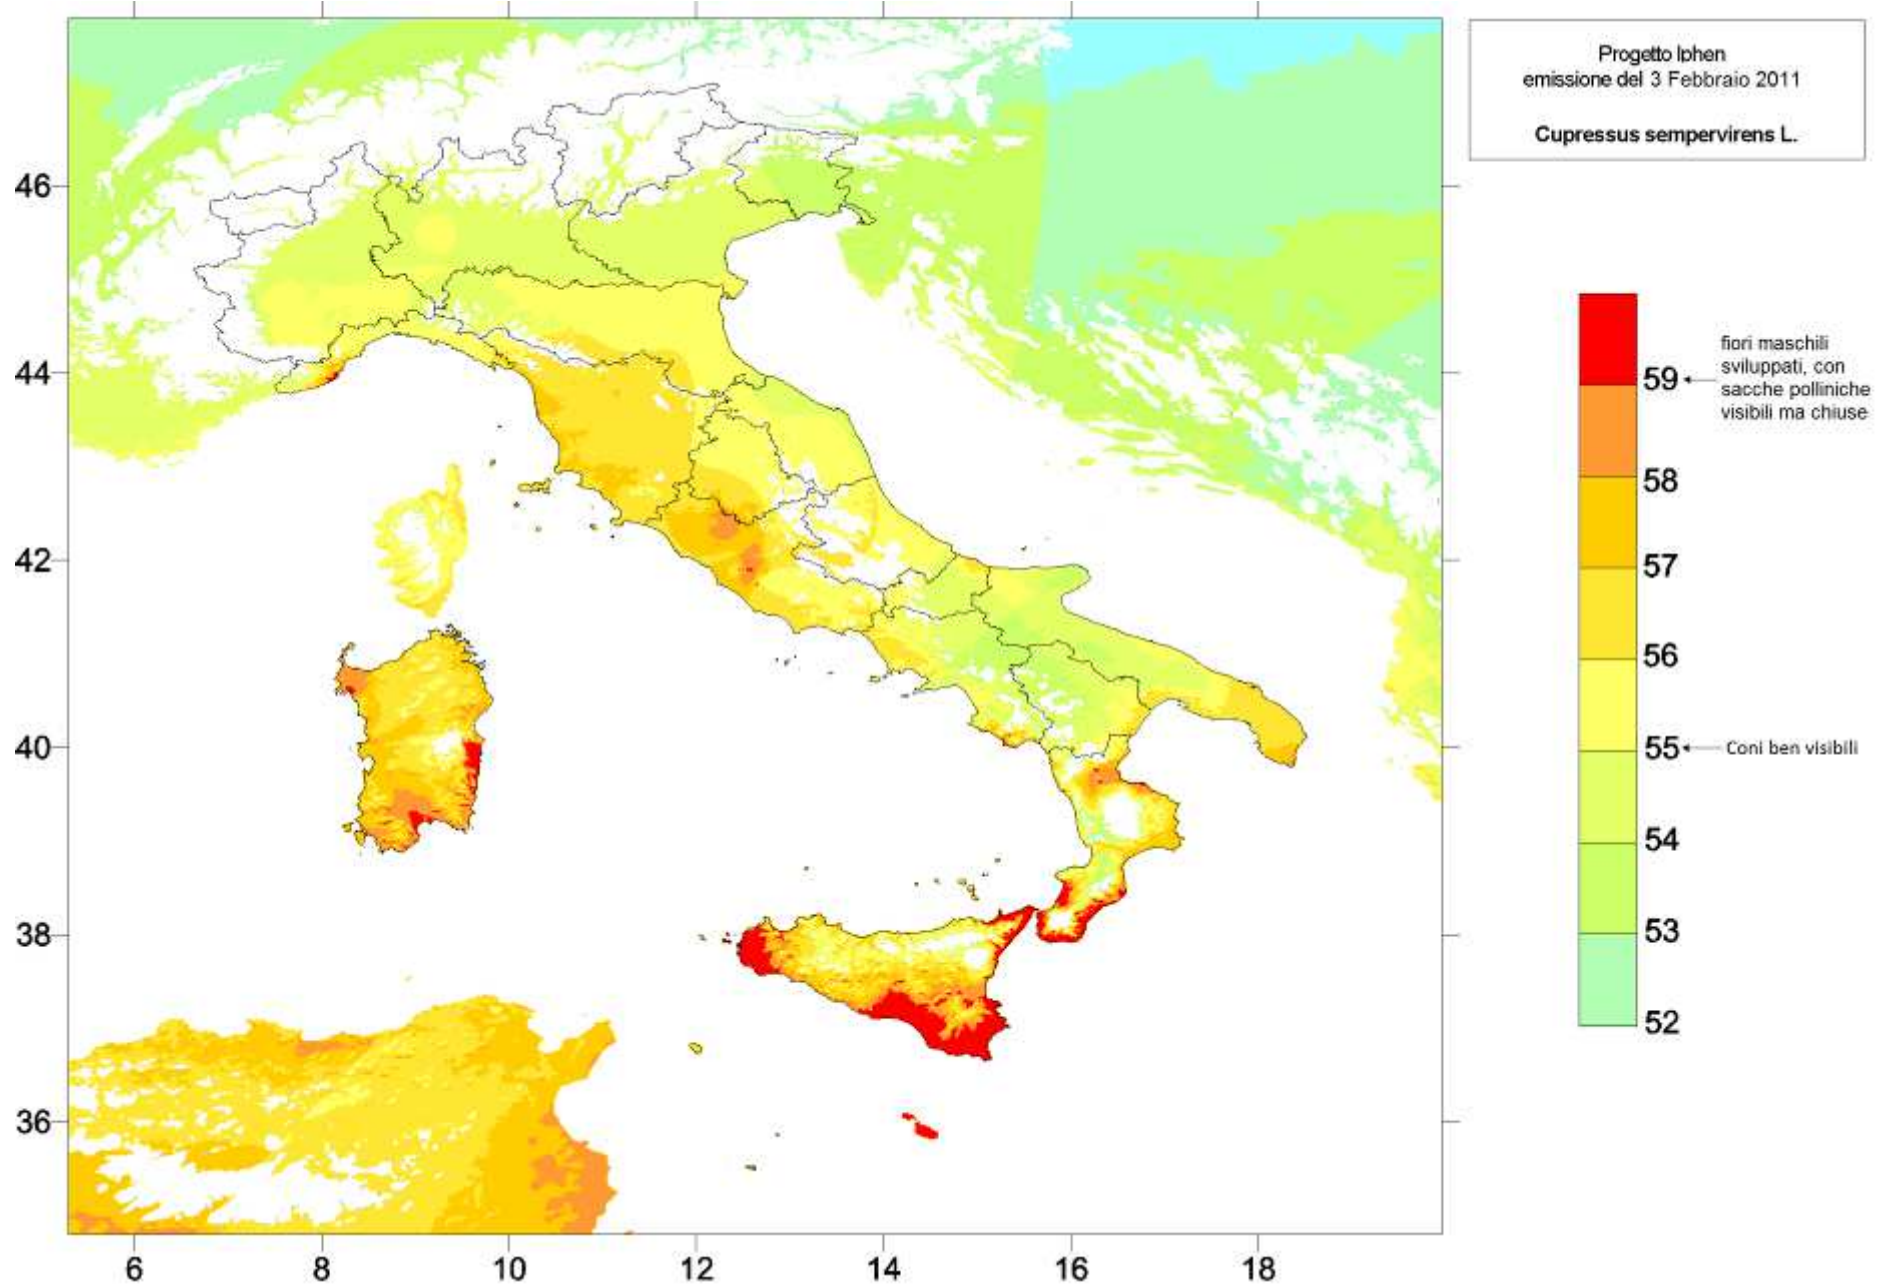 Progetto Iphen
emissione del 3 Febbraio 2011
Cupressus sempervirens L.
46
44
42
40
38
36
6
8
10
12
14
16
18
fiori maschili
sviluppati, con
sacche polliniche
visibili ma chiuse
59
58
57
56
55
Coni ben visibili
54
53
52